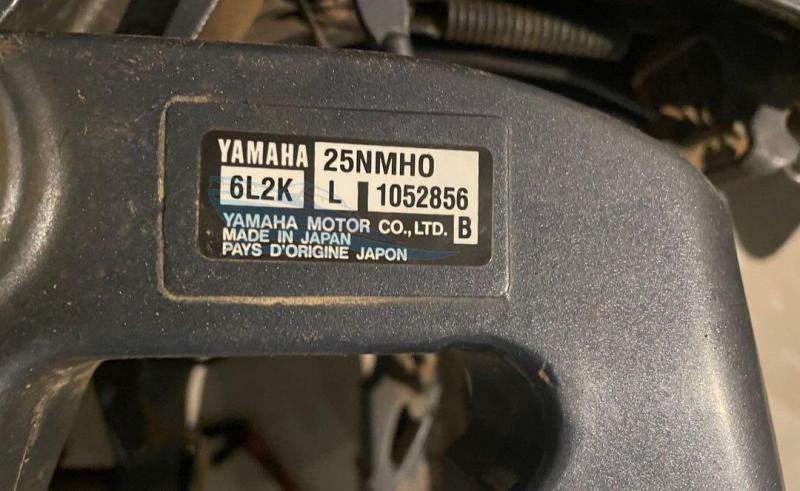 YAMAHA 25NMHO
6L2K L 1052856
YAMAHA MOTOR CO.,LTD. B
MADE IN JAPAN
PAYS D'ORIGINE JAPON